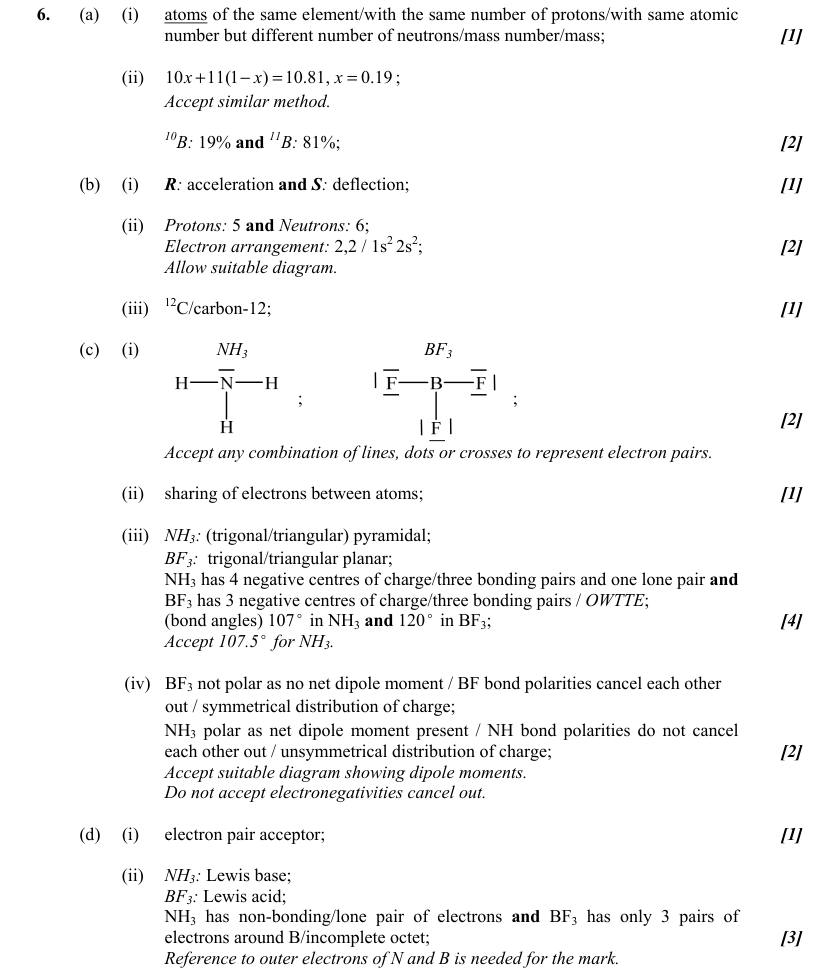 6. (a) (i) atoms of the same element/with the same number of protons/with same atomic
number but different number of neutrons/mass number/mass; [1]
(ii) 10x+11(1−x)=10.81, x=0.19;
Accept similar method.
¹⁰B: 19% and ¹¹B: 81%; [2]
(b) (i) R: acceleration and S: deflection; [1]
(ii) Protons: 5 and Neutrons: 6;
Electron arrangement: 2,2 / 1s² 2s²; [2]
Allow suitable diagram.
(iii) ¹²C/carbon-12; [1]
(c) (i) NH₃ BF₃
H—N—H ; | F—B—F | ;
H | F | [2]
Accept any combination of lines, dots or crosses to represent electron pairs.
(ii) sharing of electrons between atoms; [1]
(iii) NH₃: (trigonal/triangular) pyramidal;
BF₃: trigonal/triangular planar;
NH₃ has 4 negative centres of charge/three bonding pairs and one lone pair and
BF₃ has 3 negative centres of charge/three bonding pairs / OWTTE;
(bond angles) 107° in NH₃ and 120° in BF₃; [4]
Accept 107.5° for NH₃.
(iv) BF₃ not polar as no net dipole moment / BF bond polarities cancel each other
out / symmetrical distribution of charge;
NH₃ polar as net dipole moment present / NH bond polarities do not cancel
each other out / unsymmetrical distribution of charge; [2]
Accept suitable diagram showing dipole moments.
Do not accept electronegativities cancel out.
(d) (i) electron pair acceptor; [1]
(ii) NH₃: Lewis base;
BF₃: Lewis acid;
NH₃ has non-bonding/lone pair of electrons and BF₃ has only 3 pairs of
electrons around B/incomplete octet; [3]
Reference to outer electrons of N and B is needed for the mark.